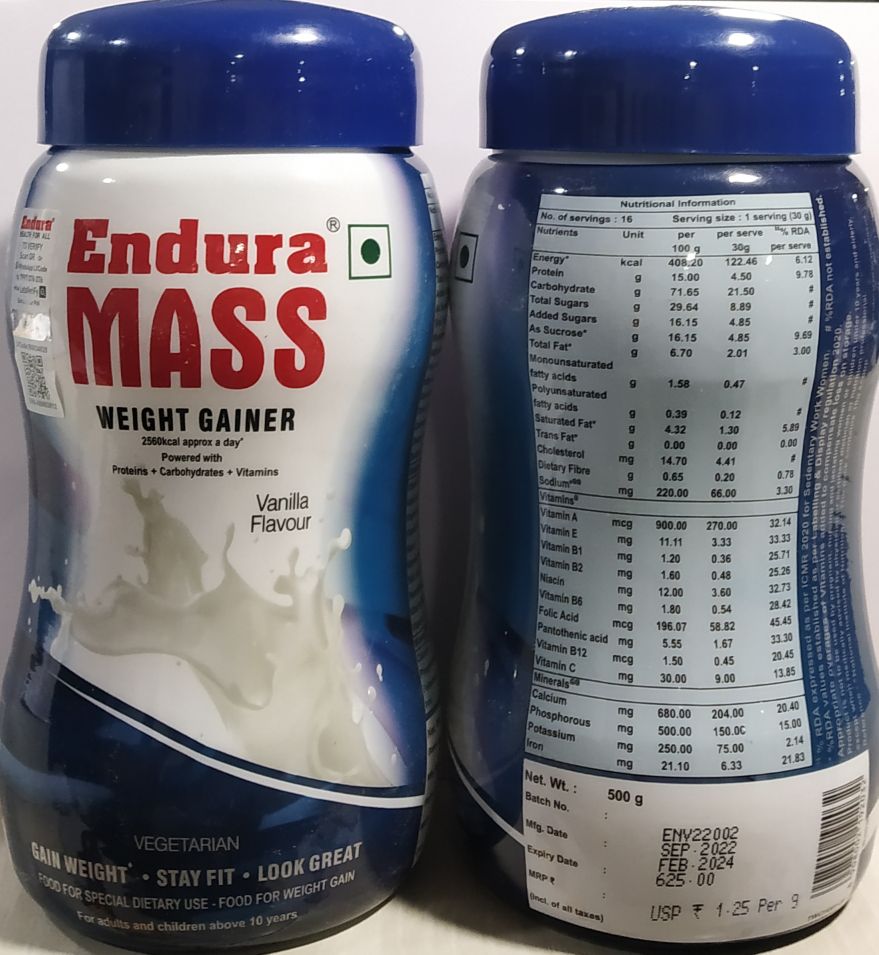 Endura
MASS
WEIGHT GAINER
2560kcal approx a day*
Powered with
Proteins + Carbohydrates + Vitamins
Vanilla
Flavour
VEGETARIAN
GAIN WEIGHT* • STAY FIT • LOOK GREAT
FOOD FOR SPECIAL DIETARY USE - FOOD FOR WEIGHT GAIN
For adults and children above 10 years
Endura
TO VERIFY
Nutritional Information
No. of servings : 16 Serving size : 1 serving (30 g)
Nutrients Unit per 100 g per serve 30g % RDA per serve
Energy* kcal 408.20 122.46 6.12
Protein g 15.00 4.50 9.78
Carbohydrate g 71.65 21.50 #
Total Sugars g 29.64 8.89 #
Added Sugars g 16.15 4.85 #
As Sucrose* g 16.15 4.85 9.69
Total Fat* g 6.70 2.01 3.00
Monounsaturated
fatty acids g 1.58 0.47 #
Polyunsaturated
fatty acids g 0.39 0.12 #
Saturated Fat* g 4.32 1.30 5.89
Trans Fat* g 0.00 0.00 0.00
Cholesterol mg 14.70 4.41 #
Dietary Fibre g 0.65 0.20 0.78
Sodium* mg 220.00 66.00 3.30
Vitamins
Vitamin A mcg 900.00 270.00 32.14
Vitamin E mg 11.11 3.33 33.33
Vitamin B1 mg 1.20 0.36 25.71
Vitamin B2 mg 1.60 0.48 25.26
Niacin mg 12.00 3.60 32.73
Vitamin B6 mg 1.80 0.54 28.42
Folic Acid mcg 196.07 58.82 45.45
Pantothenic acid mg 5.55 1.67 33.30
Vitamin B12 mcg 1.50 0.45 20.45
Vitamin C mg 30.00 9.00 13.85
Minerals
Calcium mg 680.00 204.00 20.40
Phosphorous mg 500.00 150.00 15.00
Potassium mg 250.00 75.00 2.14
Iron mg 21.10 6.33 21.83
% RDA expressed as per ICMR 2020 for Sedentary Work Women. # %RDA not established.
Net. Wt. : 500 g
Batch No. : ENV22002
Mfg. Date SEP-2022
Expiry Date FEB-2024
MRP ₹ : 625-00
(Incl. of all taxes) USP ₹ 1.25 Per g